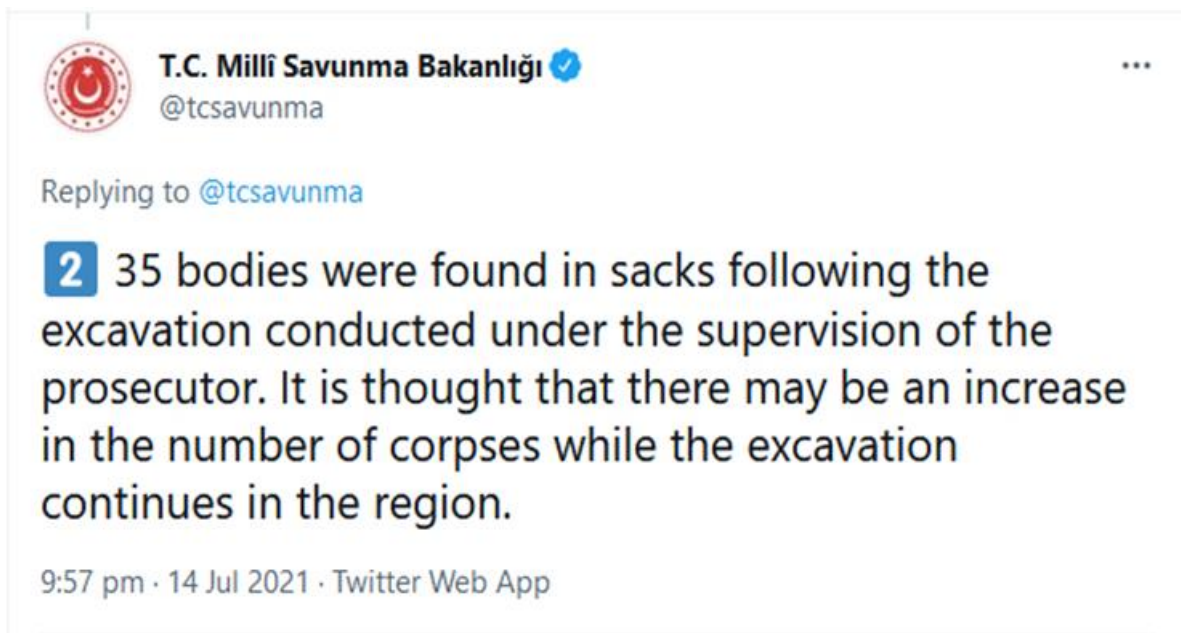 T.C. Millî Savunma Bakanlığı
@tcsavunma
Replying to @tcsavunma
2 35 bodies were found in sacks following the
excavation conducted under the supervision of the
prosecutor. It is thought that there may be an increase
in the number of corpses while the excavation
continues in the region.
9:57 pm · 14 Jul 2021 · Twitter Web App